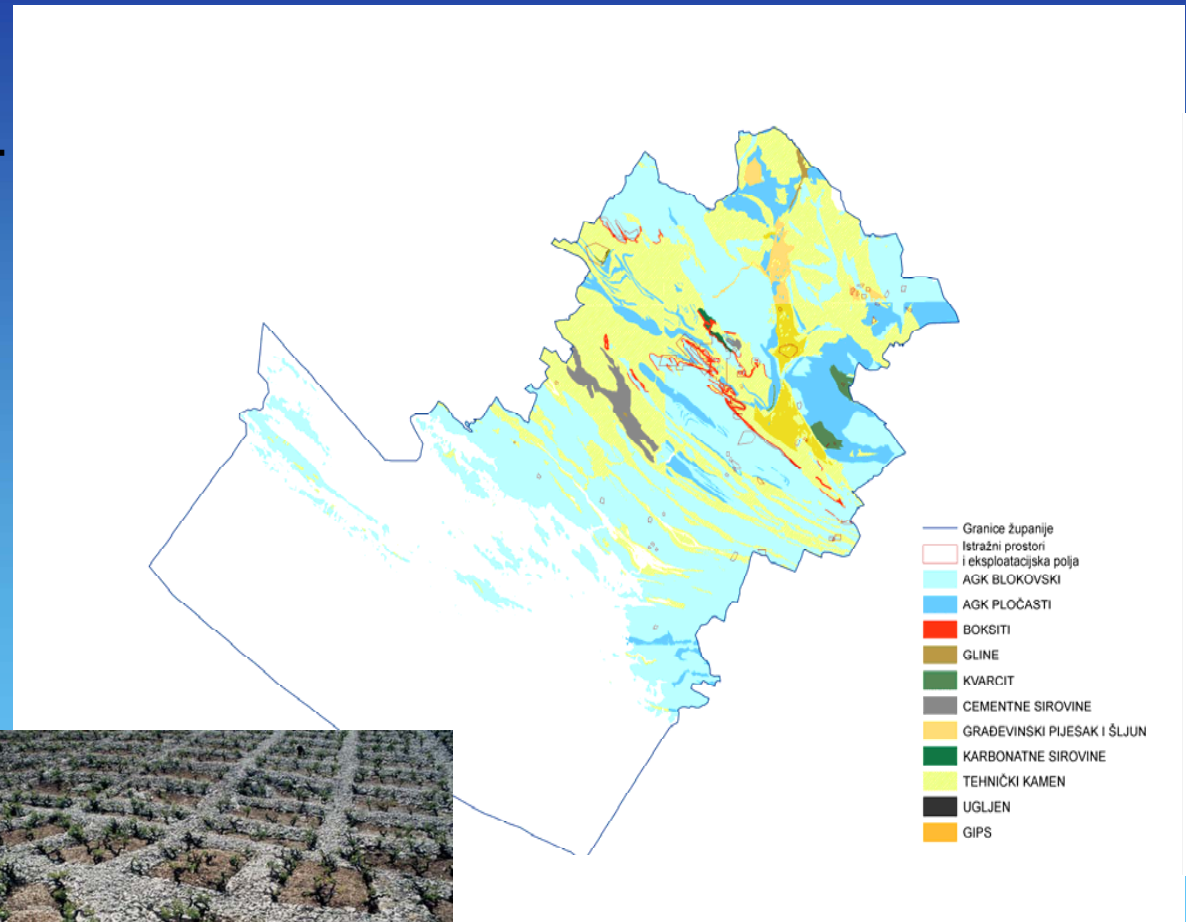 Granice županije
Istražni prostori
i eksploatacijska polja
AGK BLOKOVSKI
AGK PLOČASTI
BOKSITI
GLINE
KVARCIT
CEMENTNE SIROVINE
GRAĐEVINSKI PIJESAK I ŠLJUN
KARBONATNE SIROVINE
TEHNIČKI KAMEN
UGLJEN
GIPS